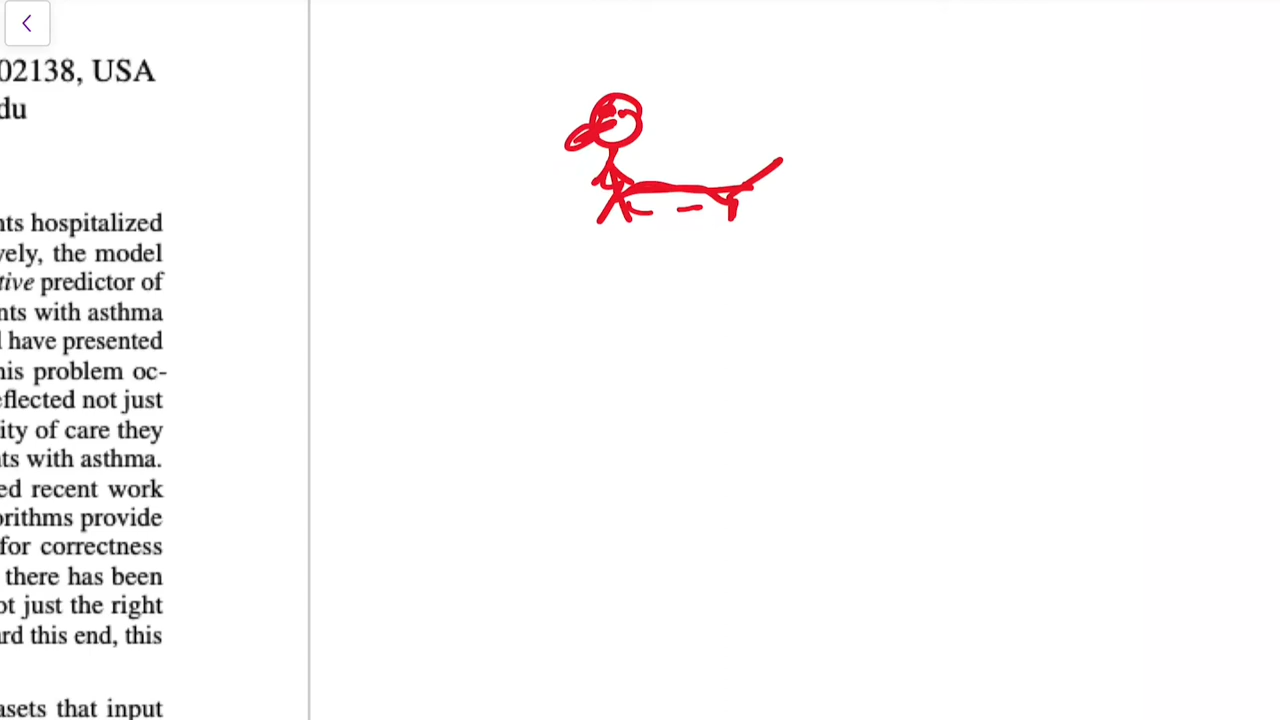 02138, USA
du
nts hospitalized
vely, the model
tive predictor of
nts with asthma
l have presented
his problem oc-
eflected not just
ity of care they
ts with asthma.
ed recent work
orithms provide
for correctness
there has been
ot just the right
rd this end, this
asets that input